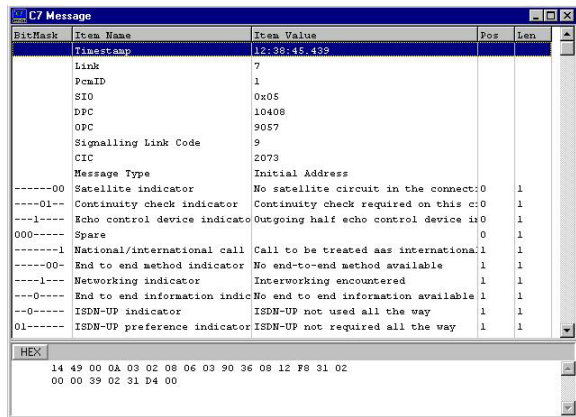 C7 Message
BitMask Item Name Item Value Pos Len
Timestamp 12:38:45.439
Link 7
PcmID 1
SIO 0x05
DPC 10408
OPC 9057
Signalling Link Code 9
CIC 2073
Message Type Initial Address
------00 Satellite indicator No satellite circuit in the connect: 0 1
----01-- Continuity check indicator Continuity check required on this c: 0 1
---1---- Echo control device indicato Outgoing half echo control device in 0 1
000----- Spare 0 1
-------1 National/international call Call to be treated aas international 1 1
-----00- End to end method indicator No end-to-end method available 1 1
----1--- Networking indicator Interworking encountered 1 1
---0---- End to end information indic No end to end information available 1 1
--0----- ISDN-UP indicator ISDN-UP not used all the way 1 1
01------ ISDN-UP preference indicator ISDN-UP not required all the way 1 1
HEX
14 49 00 0A 03 02 08 06 03 90 36 08 12 F8 31 02
00 00 39 02 31 D4 00